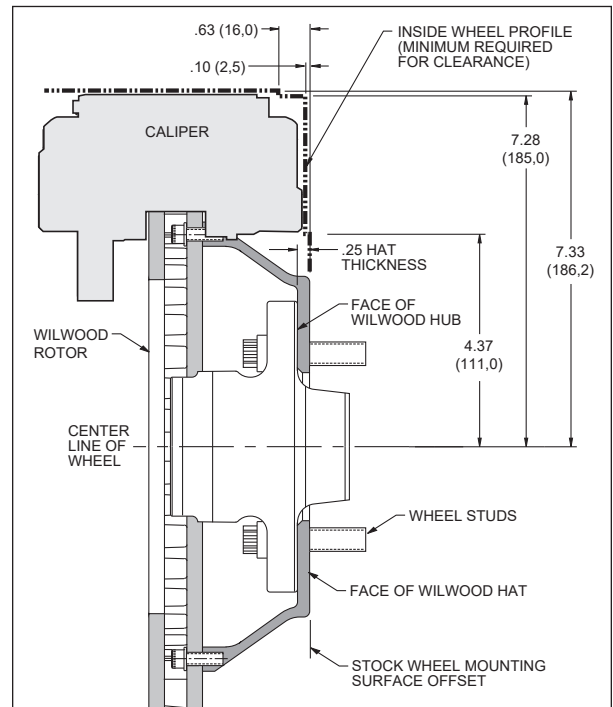 .63 (16,0)
.10 (2,5)
INSIDE WHEEL PROFILE
(MINIMUM REQUIRED
FOR CLEARANCE)
CALIPER
7.28
(185,0)
7.33
(186,2)
.25 HAT
THICKNESS
FACE OF
WILWOOD HUB
4.37
(111,0)
WILWOOD
ROTOR
CENTER
LINE OF
WHEEL
WHEEL STUDS
FACE OF WILWOOD HAT
STOCK WHEEL MOUNTING
SURFACE OFFSET